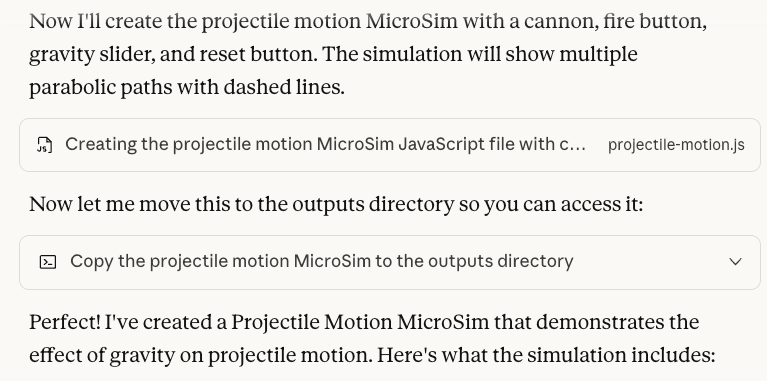 Now I'll create the projectile motion MicroSim with a cannon, fire button,
gravity slider, and reset button. The simulation will show multiple
parabolic paths with dashed lines.
JS Creating the projectile motion MicroSim JavaScript file with c... projectile-motion.js
Now let me move this to the outputs directory so you can access it:
Copy the projectile motion MicroSim to the outputs directory
Perfect! I've created a Projectile Motion MicroSim that demonstrates the
effect of gravity on projectile motion. Here's what the simulation includes: